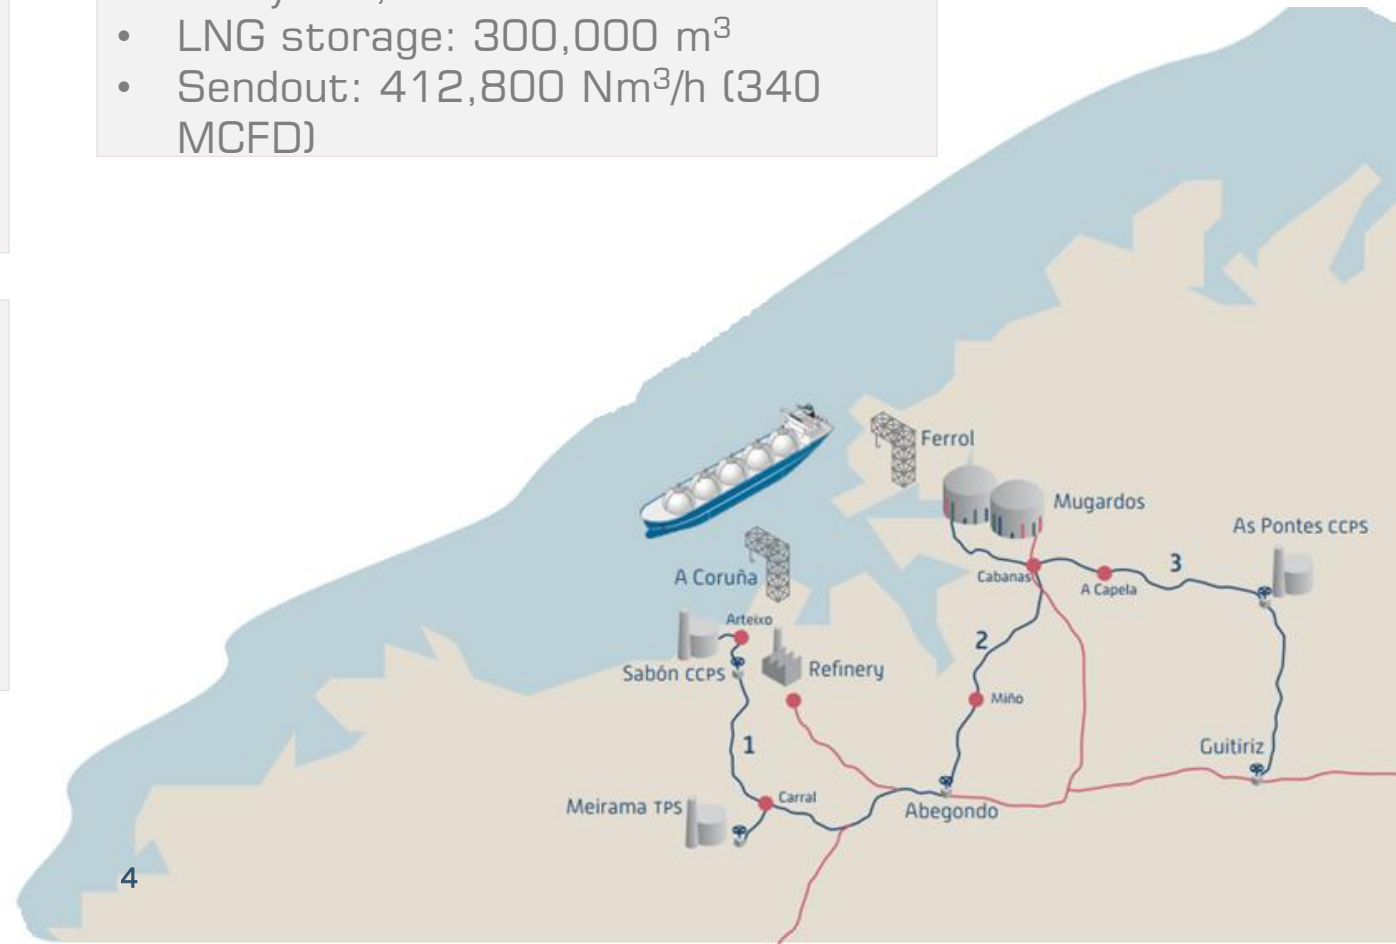 • LNG storage: 300,000 m³
• Sendout: 412,800 Nm³/h (340
MCFD)
Ferrol
Mugardos
As Pontes CCPS
A Coruña
Cabanas
A Capela
3
Arteixo
2
Sabón CCPS
Refinery
Miño
1
Guitiriz
Meirama TPS
Carral
Abegondo
4